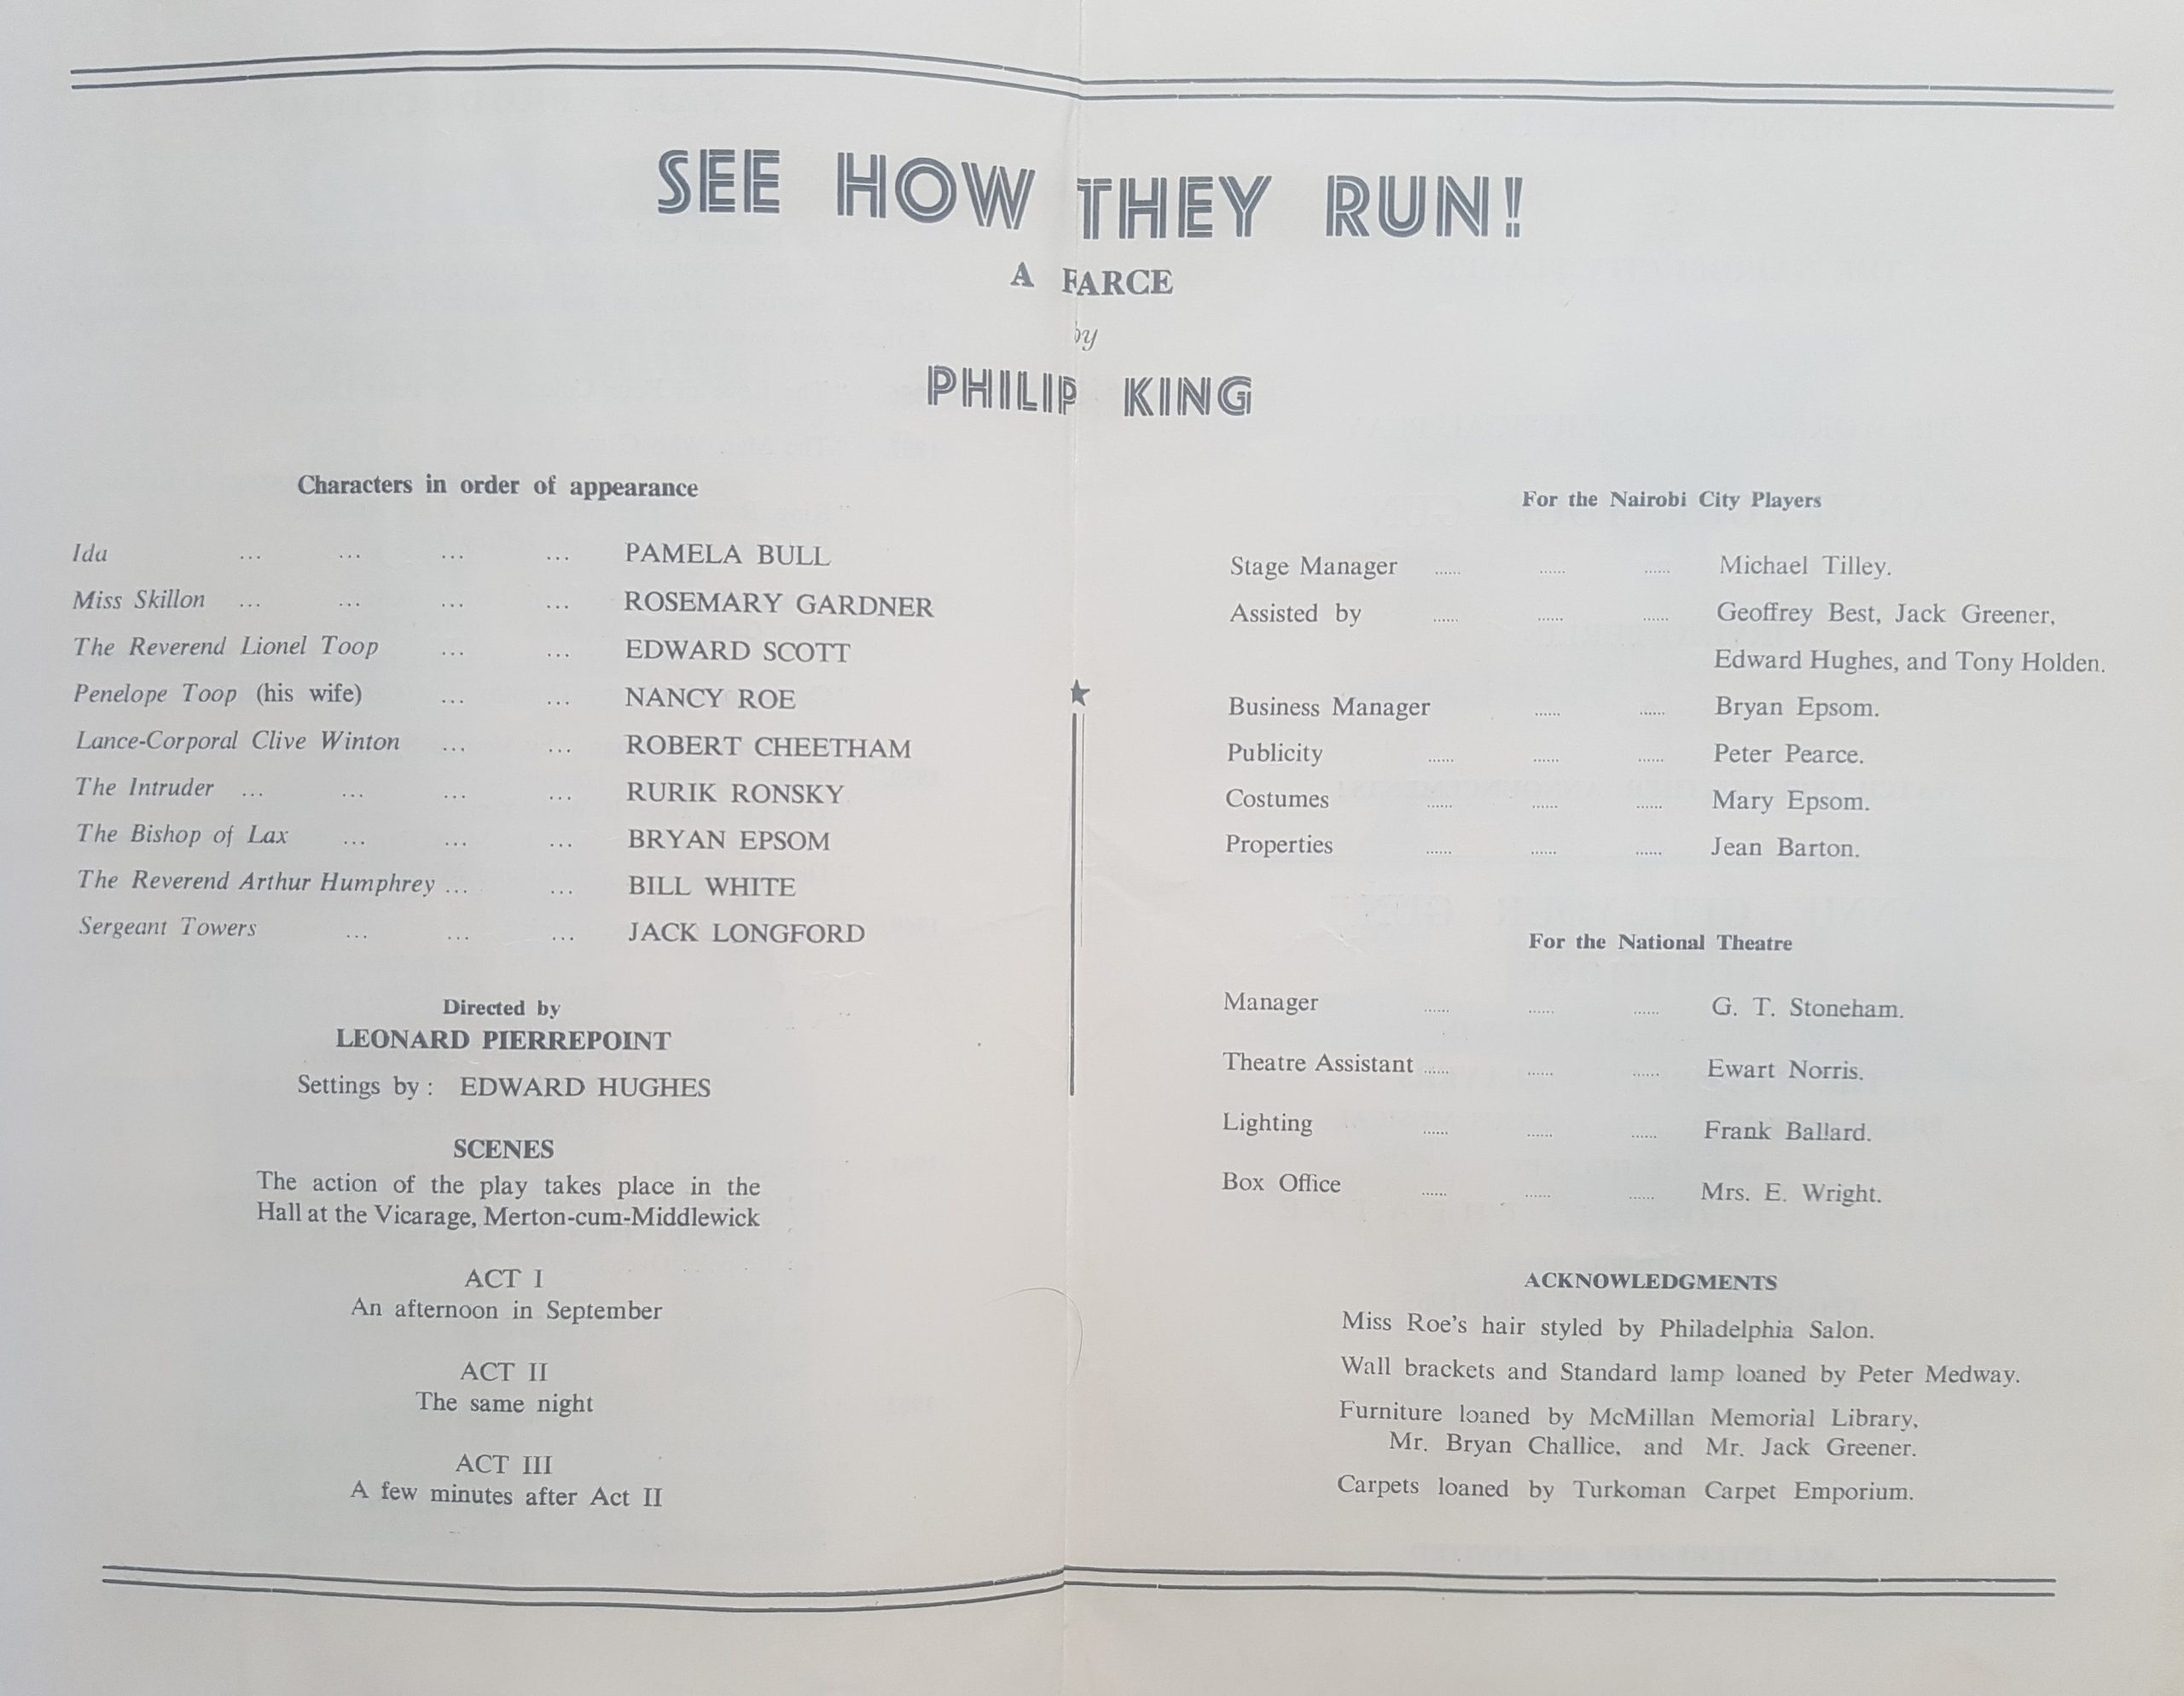 SEE HOW THEY RUN!
A FARCE
by
PHILIP KING
Characters in order of appearance
Ida ... ... ... ... PAMELA BULL
Miss Skillon ... ... ... ... ROSEMARY GARDNER
The Reverend Lionel Toop ... ... EDWARD SCOTT
Penelope Toop (his wife) ... ... NANCY ROE
Lance-Corporal Clive Winton ... ... ROBERT CHEETHAM
The Intruder ... ... ... ... RURIK RONSKY
The Bishop of Lax ... ... ... BRYAN EPSOM
The Reverend Arthur Humphrey ... ... BILL WHITE
Sergeant Towers ... ... ... JACK LONGFORD
Directed by
LEONARD PIERREPOINT
Settings by : EDWARD HUGHES
SCENES
The action of the play takes place in the
Hall at the Vicarage, Merton-cum-Middlewick
ACT I
An afternoon in September
ACT II
The same night
ACT III
A few minutes after Act II
For the Nairobi City Players
Stage Manager ...... ...... ...... Michael Tilley.
Assisted by ...... ...... ...... Geoffrey Best, Jack Greener,
Edward Hughes, and Tony Holden.
Business Manager ...... ...... Bryan Epsom.
Publicity ...... ...... ...... Peter Pearce.
Costumes ...... ...... ...... Mary Epsom.
Properties ...... ...... ...... Jean Barton.
For the National Theatre
Manager ...... ...... ...... G. T. Stoneham.
Theatre Assistant ...... ...... ...... Ewart Norris.
Lighting ...... ...... ...... Frank Ballard.
Box Office ...... ...... ...... Mrs. E. Wright.
ACKNOWLEDGMENTS
Miss Roe's hair styled by Philadelphia Salon.
Wall brackets and Standard lamp loaned by Peter Medway.
Furniture loaned by McMillan Memorial Library,
Mr. Bryan Challice, and Mr. Jack Greener.
Carpets loaned by Turkoman Carpet Emporium.